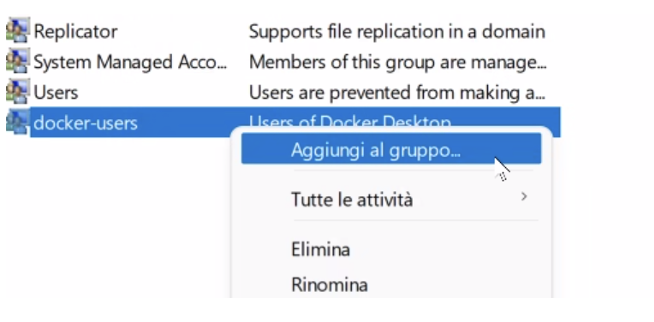 Replicator Supports file replication in a domain
System Managed Acco... Members of this group are manage...
Users Users are prevented from making a...
docker-users Users of Docker Desktop
Aggiungi al gruppo...
Tutte le attività
Elimina
Rinomina